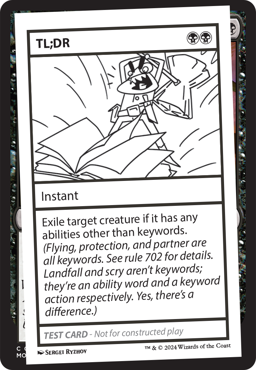 TL;DR
Instant
Exile target creature if it has any
abilities other than keywords.
(Flying, protection, and partner are
all keywords. See rule 702 for details.
Landfall and scry aren't keywords;
they're an ability word and a keyword
action respectively. Yes, there's a
difference.)
TEST CARD - Not for constructed play
Sergei Ryzhov
™ & © 2024 Wizards of the Coast